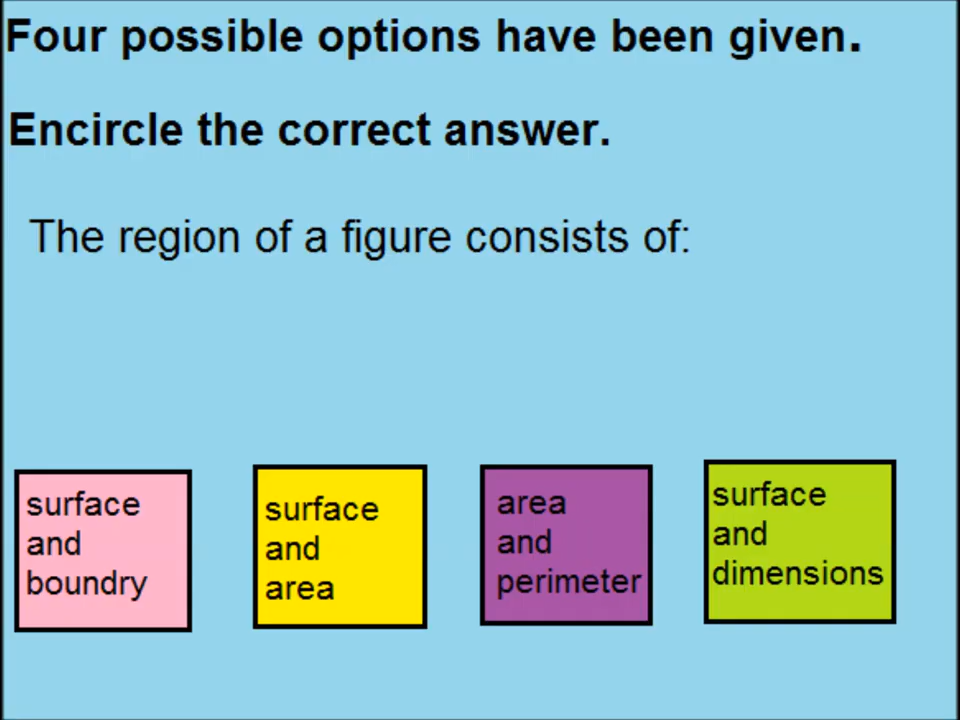 Four possible options have been given.
Encircle the correct answer.
The region of a figure consists of:
surface
and
boundry
surface
and
area
area
and
perimeter
surface
and
dimensions